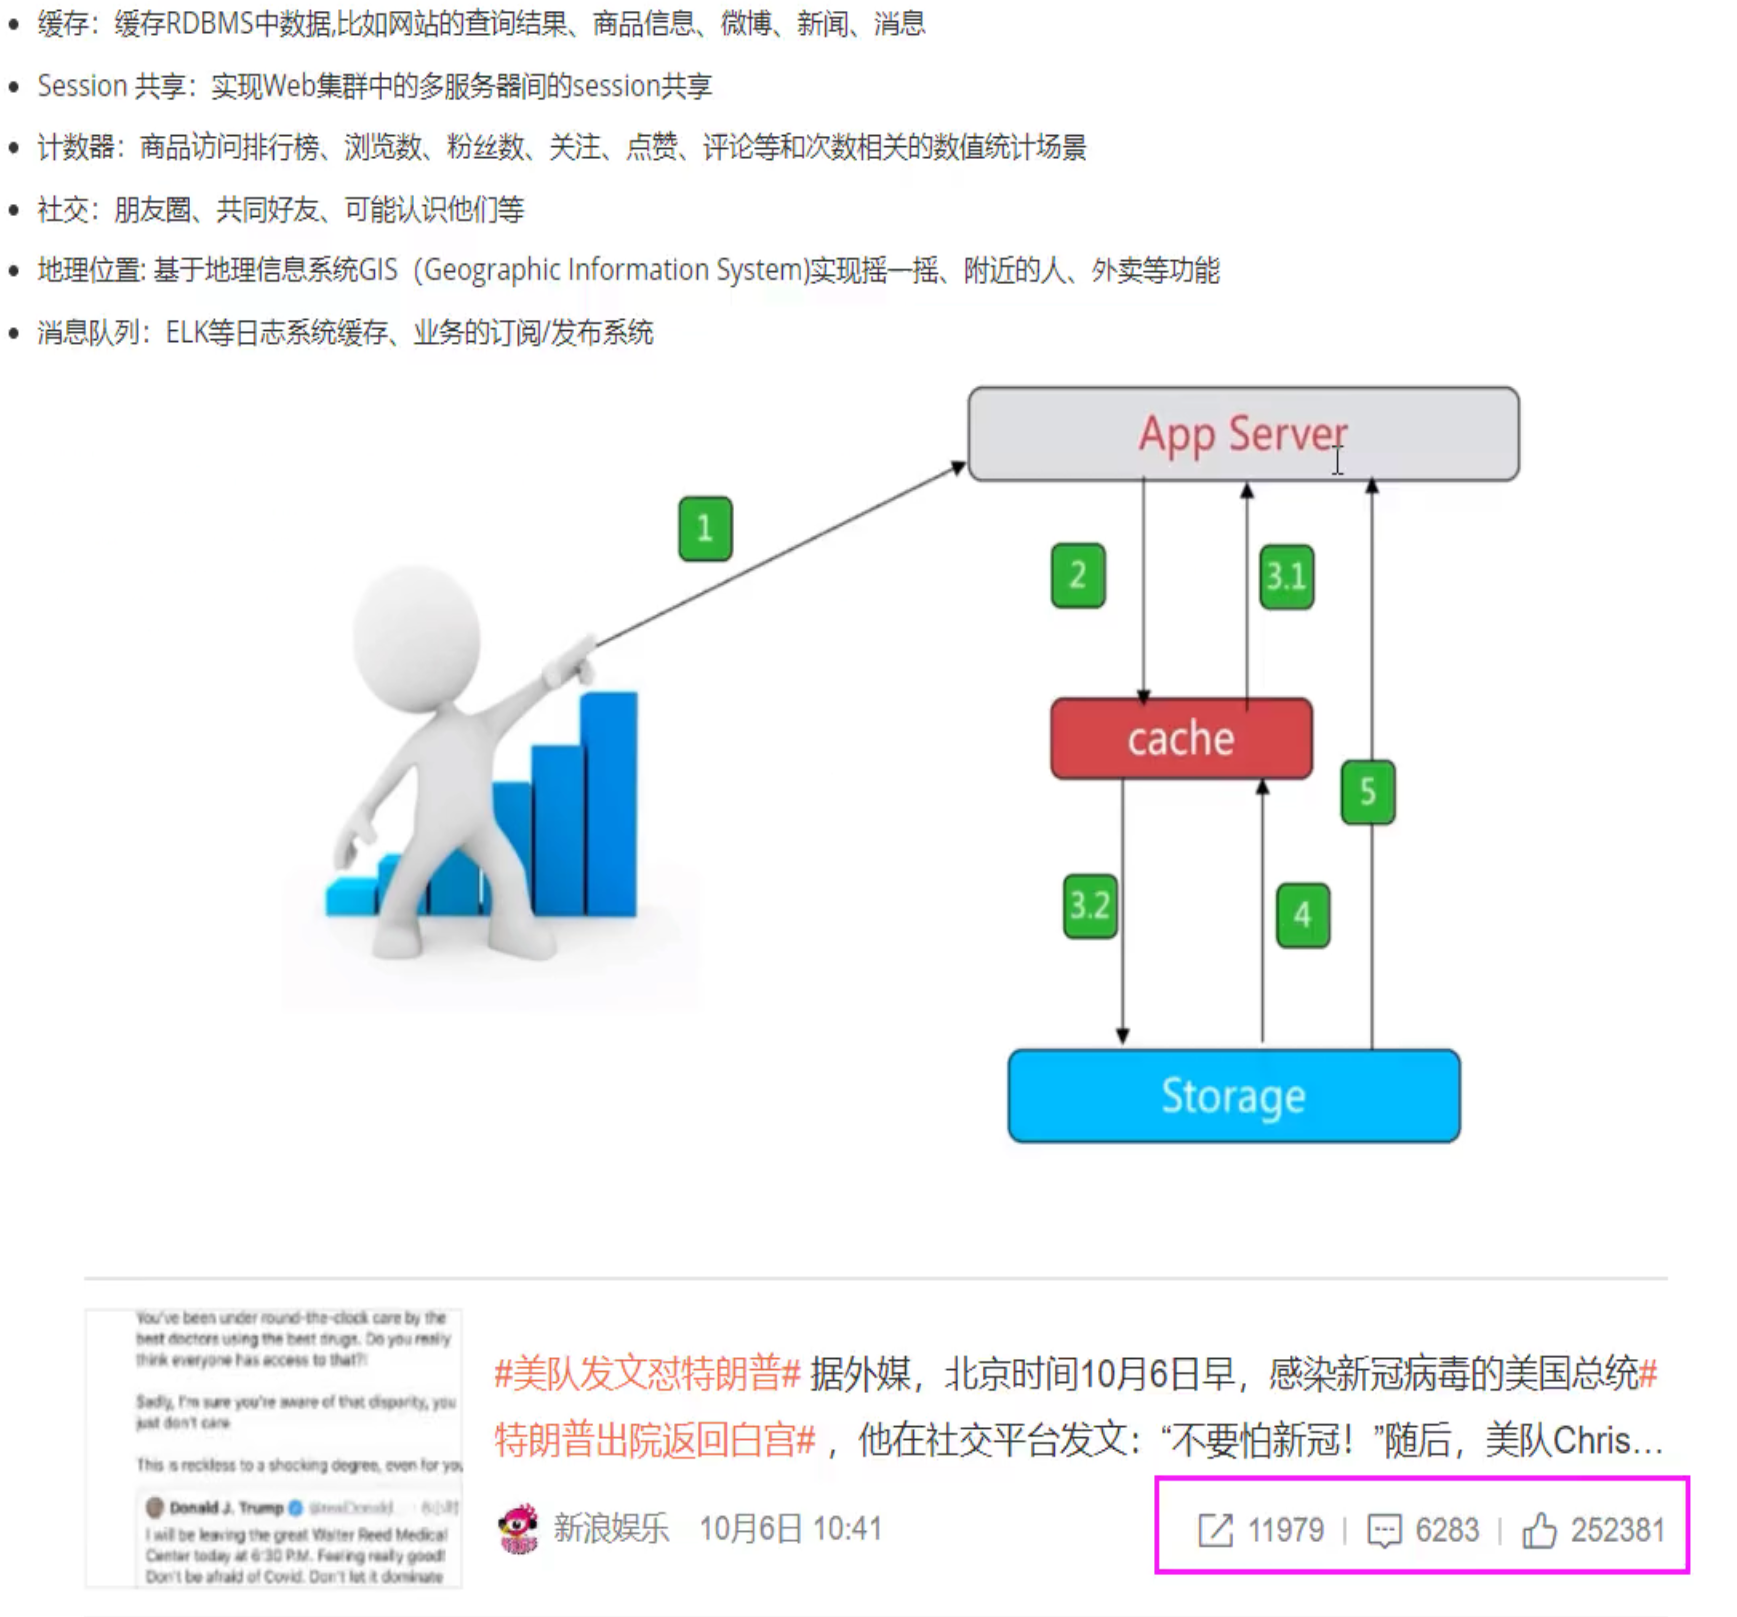 缓存：缓存RDBMS中数据,比如网站的查询结果、商品信息、微博、新闻、消息
Session 共享：实现Web集群中的多服务器间的session共享
计数器：商品访问排行榜、浏览数、粉丝数、关注、点赞、评论等和次数相关的数值统计场景
社交：朋友圈、共同好友、可能认识他们等
地理位置: 基于地理信息系统GIS（Geographic Information System)实现摇一摇、附近的人、外卖等功能
消息队列：ELK等日志系统缓存、业务的订阅/发布系统
App Server
1
2
3.1
cache
5
3.2
4
Storage
You've been under round-the-clock care by the
best doctors using the best drugs. Do you really
think everyone has access to that?!
Sadly, I'm sure you're aware of that disparity, you
just don't care
This is reckless to a shocking degree, even for you
Donald J. Trump
I will be leaving the great Walter Reed Medical
Center today at 6:30 P.M. Feeling really good!
Don't be afraid of Covid. Don't let it dominate
#美队发文怼特朗普# 据外媒，北京时间10月6日早，感染新冠病毒的美国总统#
特朗普出院返回白宫# ，他在社交平台发文：“不要怕新冠！”随后，美队Chris...
新浪娱乐 10月6日 10:41
11979 | 6283 | 252381